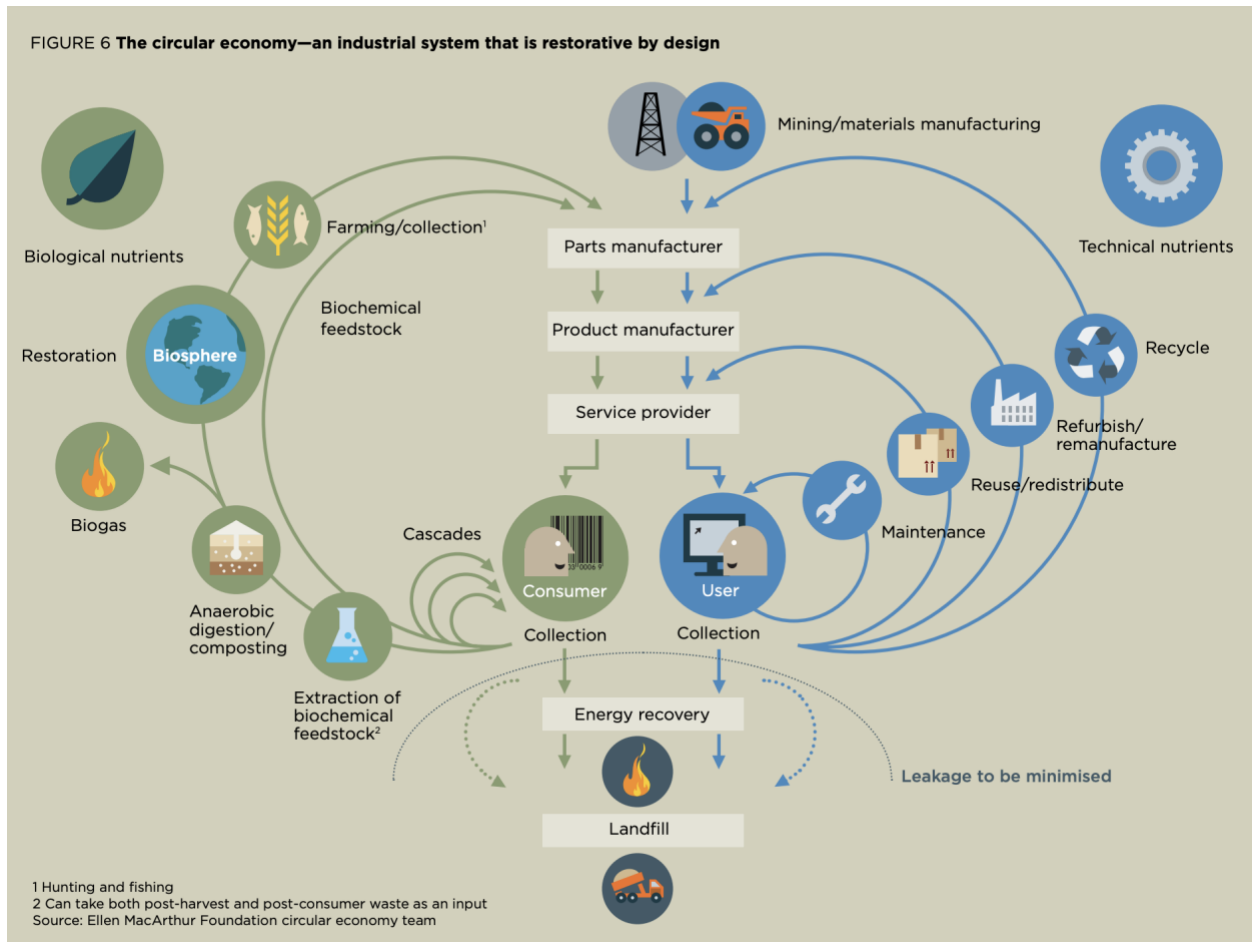 FIGURE 6 The circular economy—an industrial system that is restorative by design
Mining/materials manufacturing
Biological nutrients
Technical nutrients
Farming/collection¹
Parts manufacturer
Biochemical
feedstock
Product manufacturer
Restoration
Biosphere
Recycle
Service provider
Refurbish/
remanufacture
Reuse/redistribute
Biogas
Cascades
Maintenance
Consumer
User
Anaerobic
digestion/
composting
Collection
Collection
Extraction of
biochemical
feedstock²
Energy recovery
Leakage to be minimised
Landfill
1 Hunting and fishing
2 Can take both post-harvest and post-consumer waste as an input
Source: Ellen MacArthur Foundation circular economy team